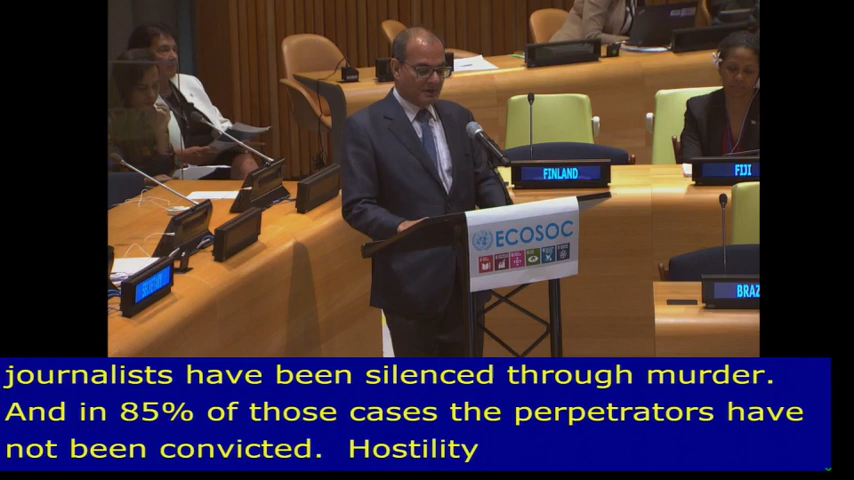 FINLAND
FIJI
ECOSOC
BRAZ
journalists have been silenced through murder.
And in 85% of those cases the perpetrators have
not been convicted.  Hostility